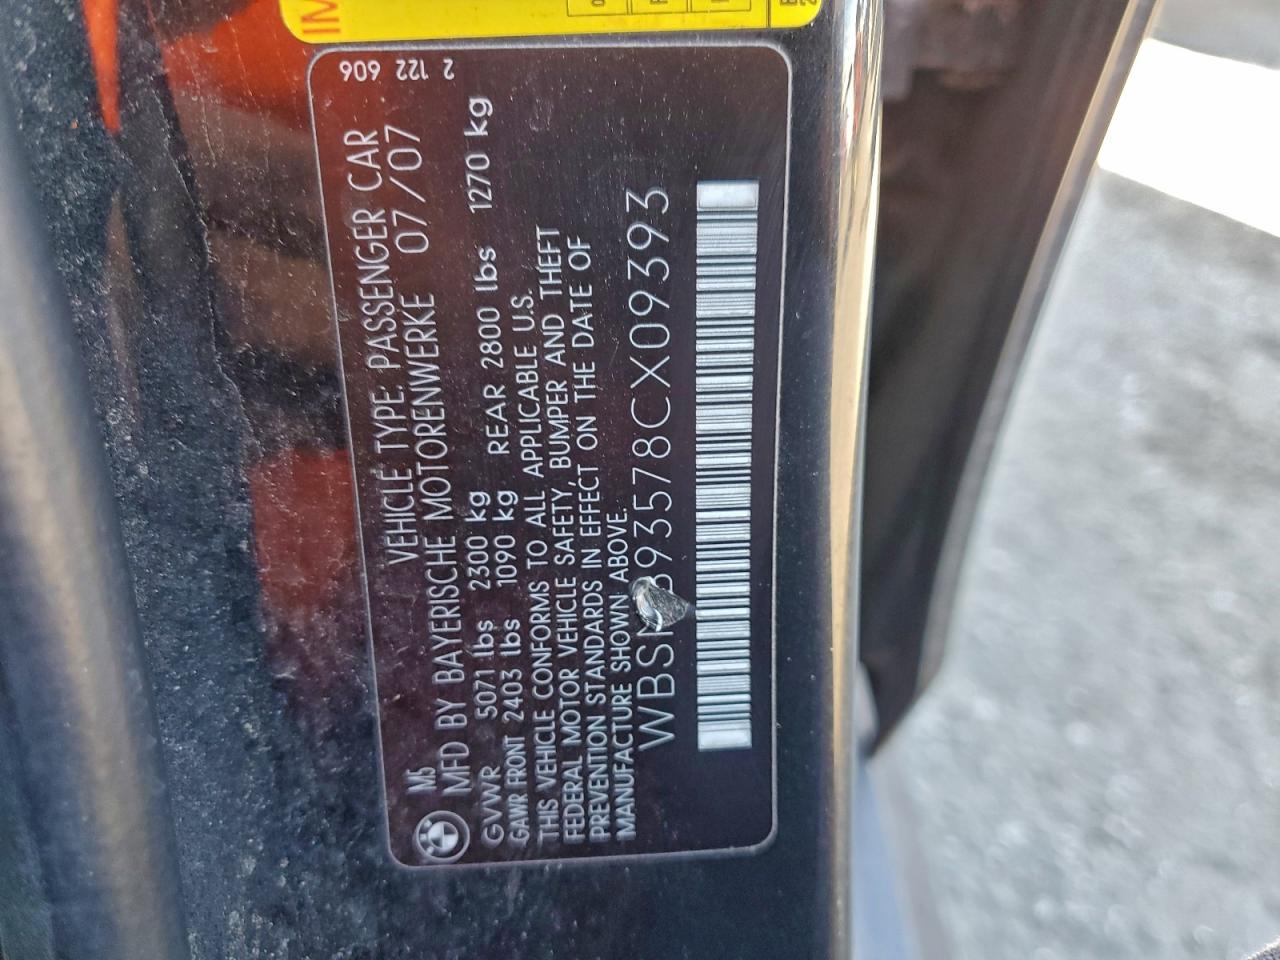 M5 VEHICLE TYPE: PASSENGER CAR 2 122 606
MFD BY BAYERISCHE MOTORENWERKE 07/07
GVWR 5071 lbs 2300 kg
GAWR FRONT 2403 lbs 1090 kg REAR 2800 lbs 1270 kg
THIS VEHICLE CONFORMS TO ALL APPLICABLE U.S.
FEDERAL MOTOR VEHICLE SAFETY, BUMPER AND THEFT
PREVENTION STANDARDS IN EFFECT ON THE DATE OF
MANUFACTURE SHOWN ABOVE.